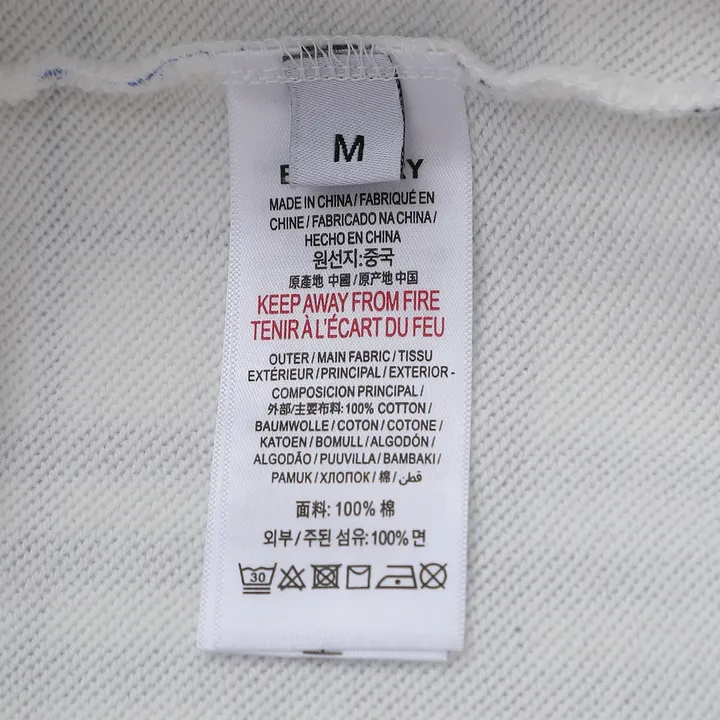 M
MADE IN CHINA / FABRIQUÉ EN
CHINE / FABRICADO NA CHINA /
HECHO EN CHINA
원선지:중국
原產地 中國 / 原产地 中国
KEEP AWAY FROM FIRE
TENIR À L'ÉCART DU FEU
OUTER / MAIN FABRIC / TISSU
EXTÉRIEUR / PRINCIPAL / EXTERIOR -
COMPOSICION PRINCIPAL /
外部/主要布料: 100% COTTON /
BAUMWOLLE / COTON / COTONE /
KATOEN / BOMULL / ALGODÓN /
ALGODÃO / PUUVILLA / BAMBAKI /
PAMUK / ХЛОПОК / 棉 / قطن
面料: 100% 棉
외부 / 주된 섬유: 100% 면
30